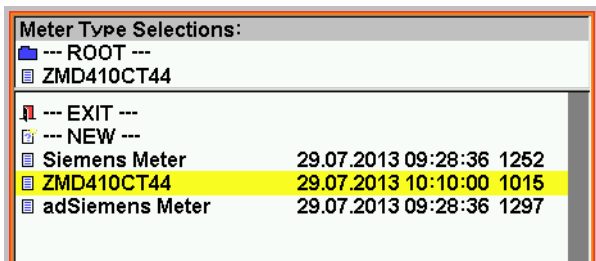 Meter Type Selections:
--- ROOT ---
ZMD410CT44
--- EXIT ---
--- NEW ---
Siemens Meter 29.07.2013 09:28:36 1252
ZMD410CT44 29.07.2013 10:10:00 1015
adSiemens Meter 29.07.2013 09:28:36 1297